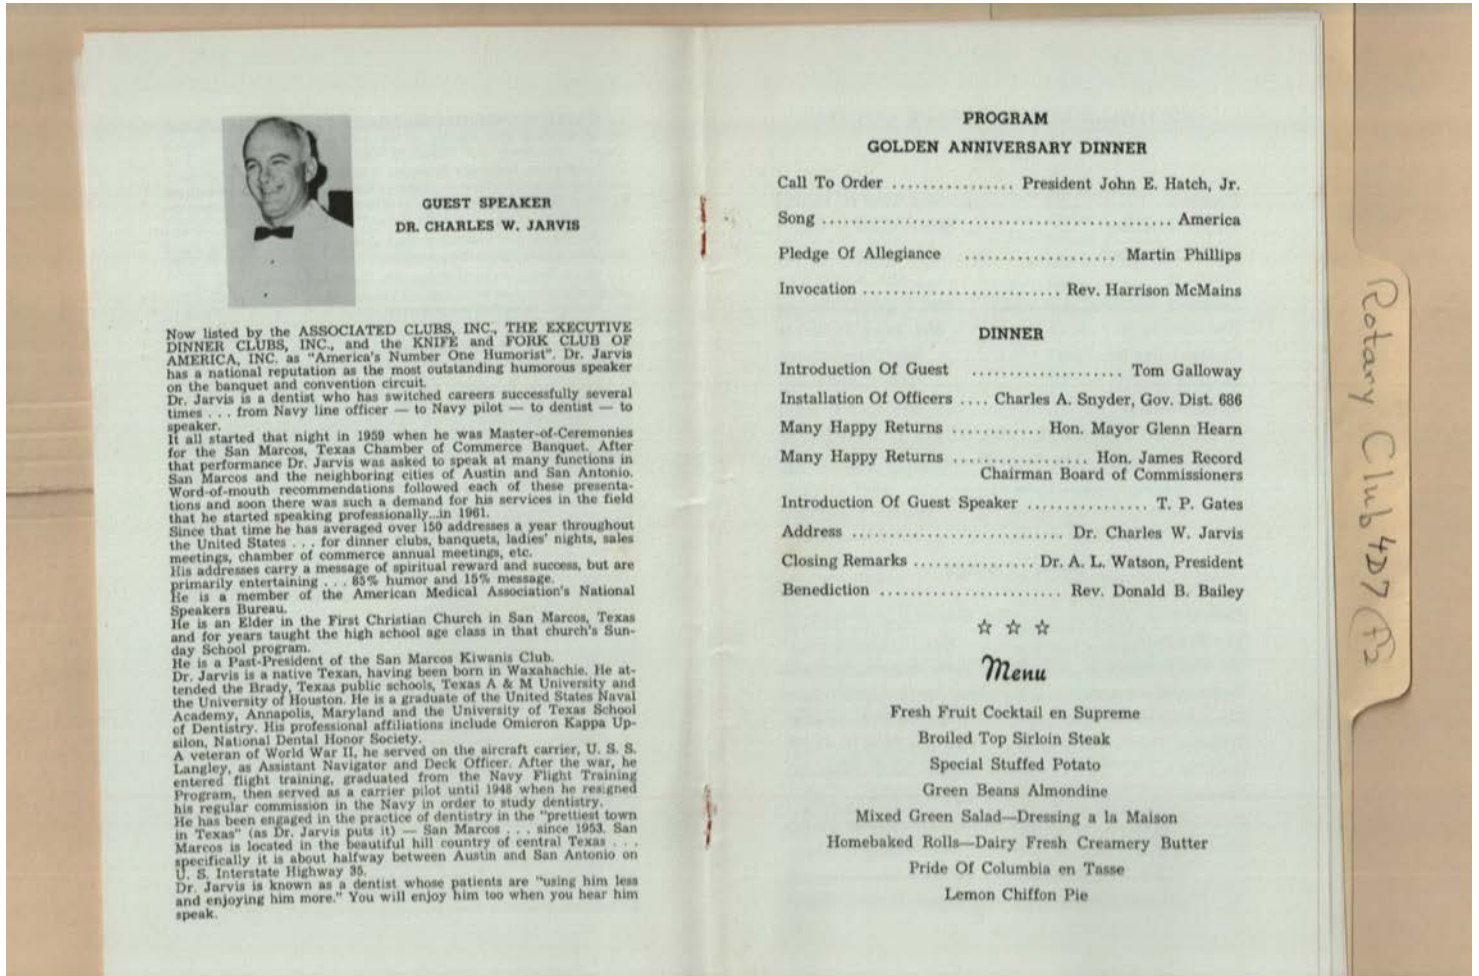 GUEST SPEAKER
DR. CHARLES W. JARVIS
Now listed by the ASSOCIATED CLUBS, INC., THE EXECUTIVE
DINNER CLUBS, INC., and the KNIFE and FORK CLUB OF
AMERICA, INC. as "America's Number One Humorist". Dr. Jarvis
has a national reputation as the most outstanding humorous speaker
on the banquet and convention circuit.
Dr. Jarvis is a dentist who has switched careers successfully several
times . . . from Navy line officer — to Navy pilot — to dentist — to
speaker.
It all started that night in 1959 when he was Master-of-Ceremonies
for the San Marcos, Texas Chamber of Commerce Banquet. After
that performance Dr. Jarvis was asked to speak at many functions in
San Marcos and the neighboring cities of Austin and San Antonio.
Word-of-mouth recommendations followed each of these presenta-
tions and soon there was such a demand for his services in the field
that he started speaking professionally...in 1961.
Since that time he has averaged over 150 addresses a year throughout
the United States . . . for dinner clubs, banquets, ladies' nights, sales
meetings, chamber of commerce annual meetings, etc.
His addresses carry a message of spiritual reward and success, but are
primarily entertaining . . . 85% humor and 15% message.
He is a member of the American Medical Association's National
Speakers Bureau.
He is an Elder in the First Christian Church in San Marcos, Texas
and for years taught the high school age class in that church's Sun-
day School program.
He is a Past-President of the San Marcos Kiwanis Club.
Dr. Jarvis is a native Texan, having been born in Waxahachie. He at-
tended the Brady, Texas public schools, Texas A & M University and
the University of Houston. He is a graduate of the United States Naval
Academy, Annapolis, Maryland and the University of Texas School
of Dentistry. His professional affiliations include Omicron Kappa Up-
silon, National Dental Honor Society.
A veteran of World War II, he served on the aircraft carrier, U. S. S.
Langley, as Assistant Navigator and Deck Officer. After the war, he
entered flight training, graduated from the Navy Flight Training
Program, then served as a carrier pilot until 1948 when he resigned
his regular commission in the Navy in order to study dentistry.
He has been engaged in the practice of dentistry in the "prettiest town
in Texas" (as Dr. Jarvis puts it) — San Marcos . . . since 1953. San
Marcos is located in the beautiful hill country of central Texas . . .
specifically it is about halfway between Austin and San Antonio on
U. S. Interstate Highway 35.
Dr. Jarvis is known as a dentist whose patients are "using him less
and enjoying him more." You will enjoy him too when you hear him
speak.
PROGRAM
GOLDEN ANNIVERSARY DINNER
Call To Order ................ President John E. Hatch, Jr.
Song .............................................. America
Pledge Of Allegiance .................... Martin Phillips
Invocation .......................... Rev. Harrison McMains
DINNER
Introduction Of Guest .................... Tom Galloway
Installation Of Officers .... Charles A. Snyder, Gov. Dist. 686
Many Happy Returns ............ Hon. Mayor Glenn Hearn
Many Happy Returns .................. Hon. James Record
Chairman Board of Commissioners
Introduction Of Guest Speaker ................ T. P. Gates
Address ............................ Dr. Charles W. Jarvis
Closing Remarks ................ Dr. A. L. Watson, President
Benediction ........................ Rev. Donald B. Bailey
☆ ☆ ☆
Menu
Fresh Fruit Cocktail en Supreme
Broiled Top Sirloin Steak
Special Stuffed Potato
Green Beans Almondine
Mixed Green Salad—Dressing a la Maison
Homebaked Rolls—Dairy Fresh Creamery Butter
Pride Of Columbia en Tasse
Lemon Chiffon Pie
Rotary Club 4D7 (P2